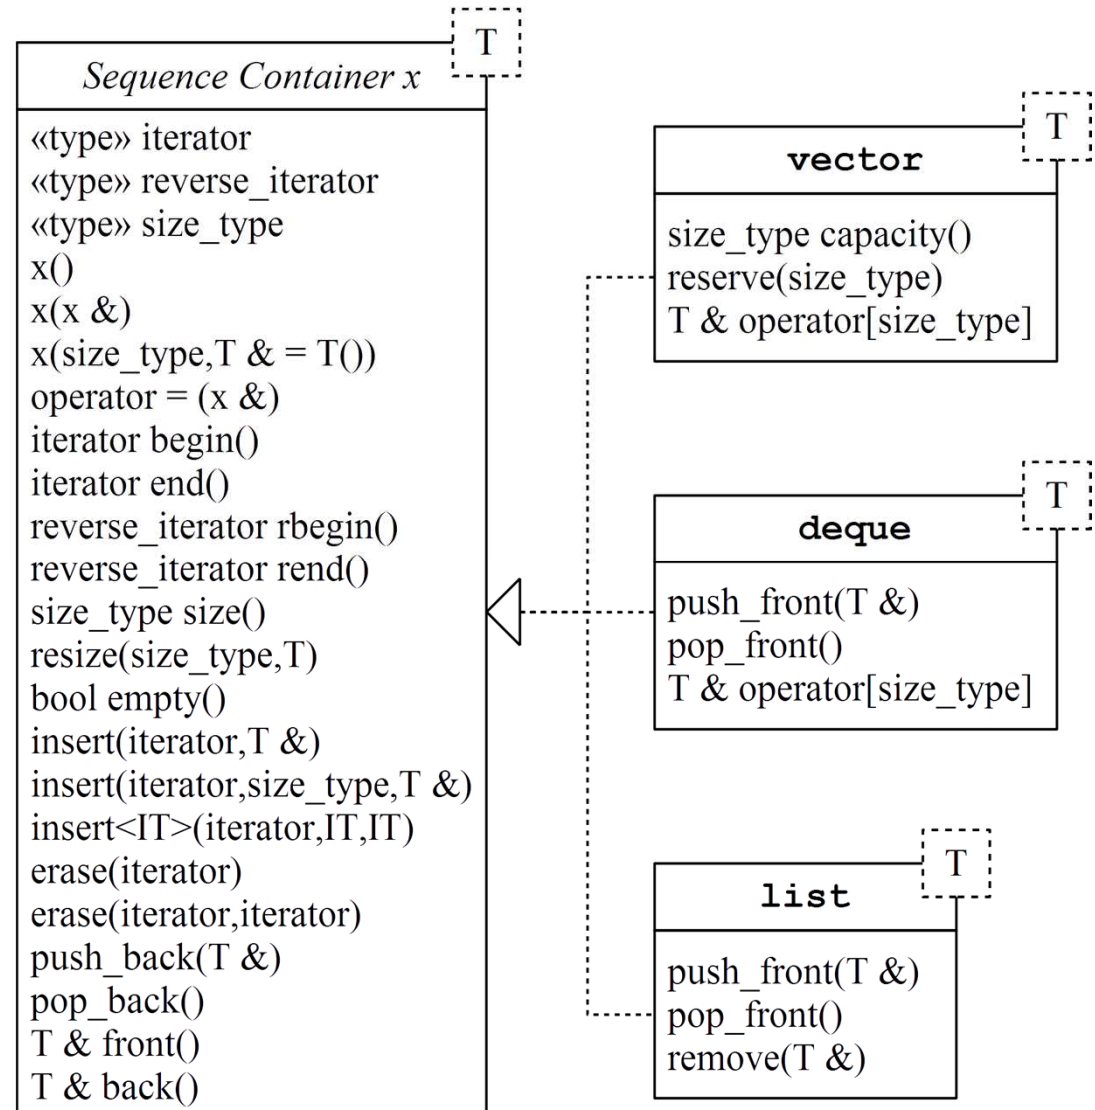 T
Sequence Container x
«type» iterator
«type» reverse_iterator
«type» size_type
x()
x(x &)
x(size_type,T & = T())
operator = (x &)
iterator begin()
iterator end()
reverse_iterator rbegin()
reverse_iterator rend()
size_type size()
resize(size_type,T)
bool empty()
insert(iterator,T &)
insert(iterator,size_type,T &)
insert<IT>(iterator,IT,IT)
erase(iterator)
erase(iterator,iterator)
push_back(T &)
pop_back()
T & front()
T & back()
T
vector
size_type capacity()
reserve(size_type)
T & operator[size_type]
T
deque
push_front(T &)
pop_front()
T & operator[size_type]
T
list
push_front(T &)
pop_front()
remove(T &)